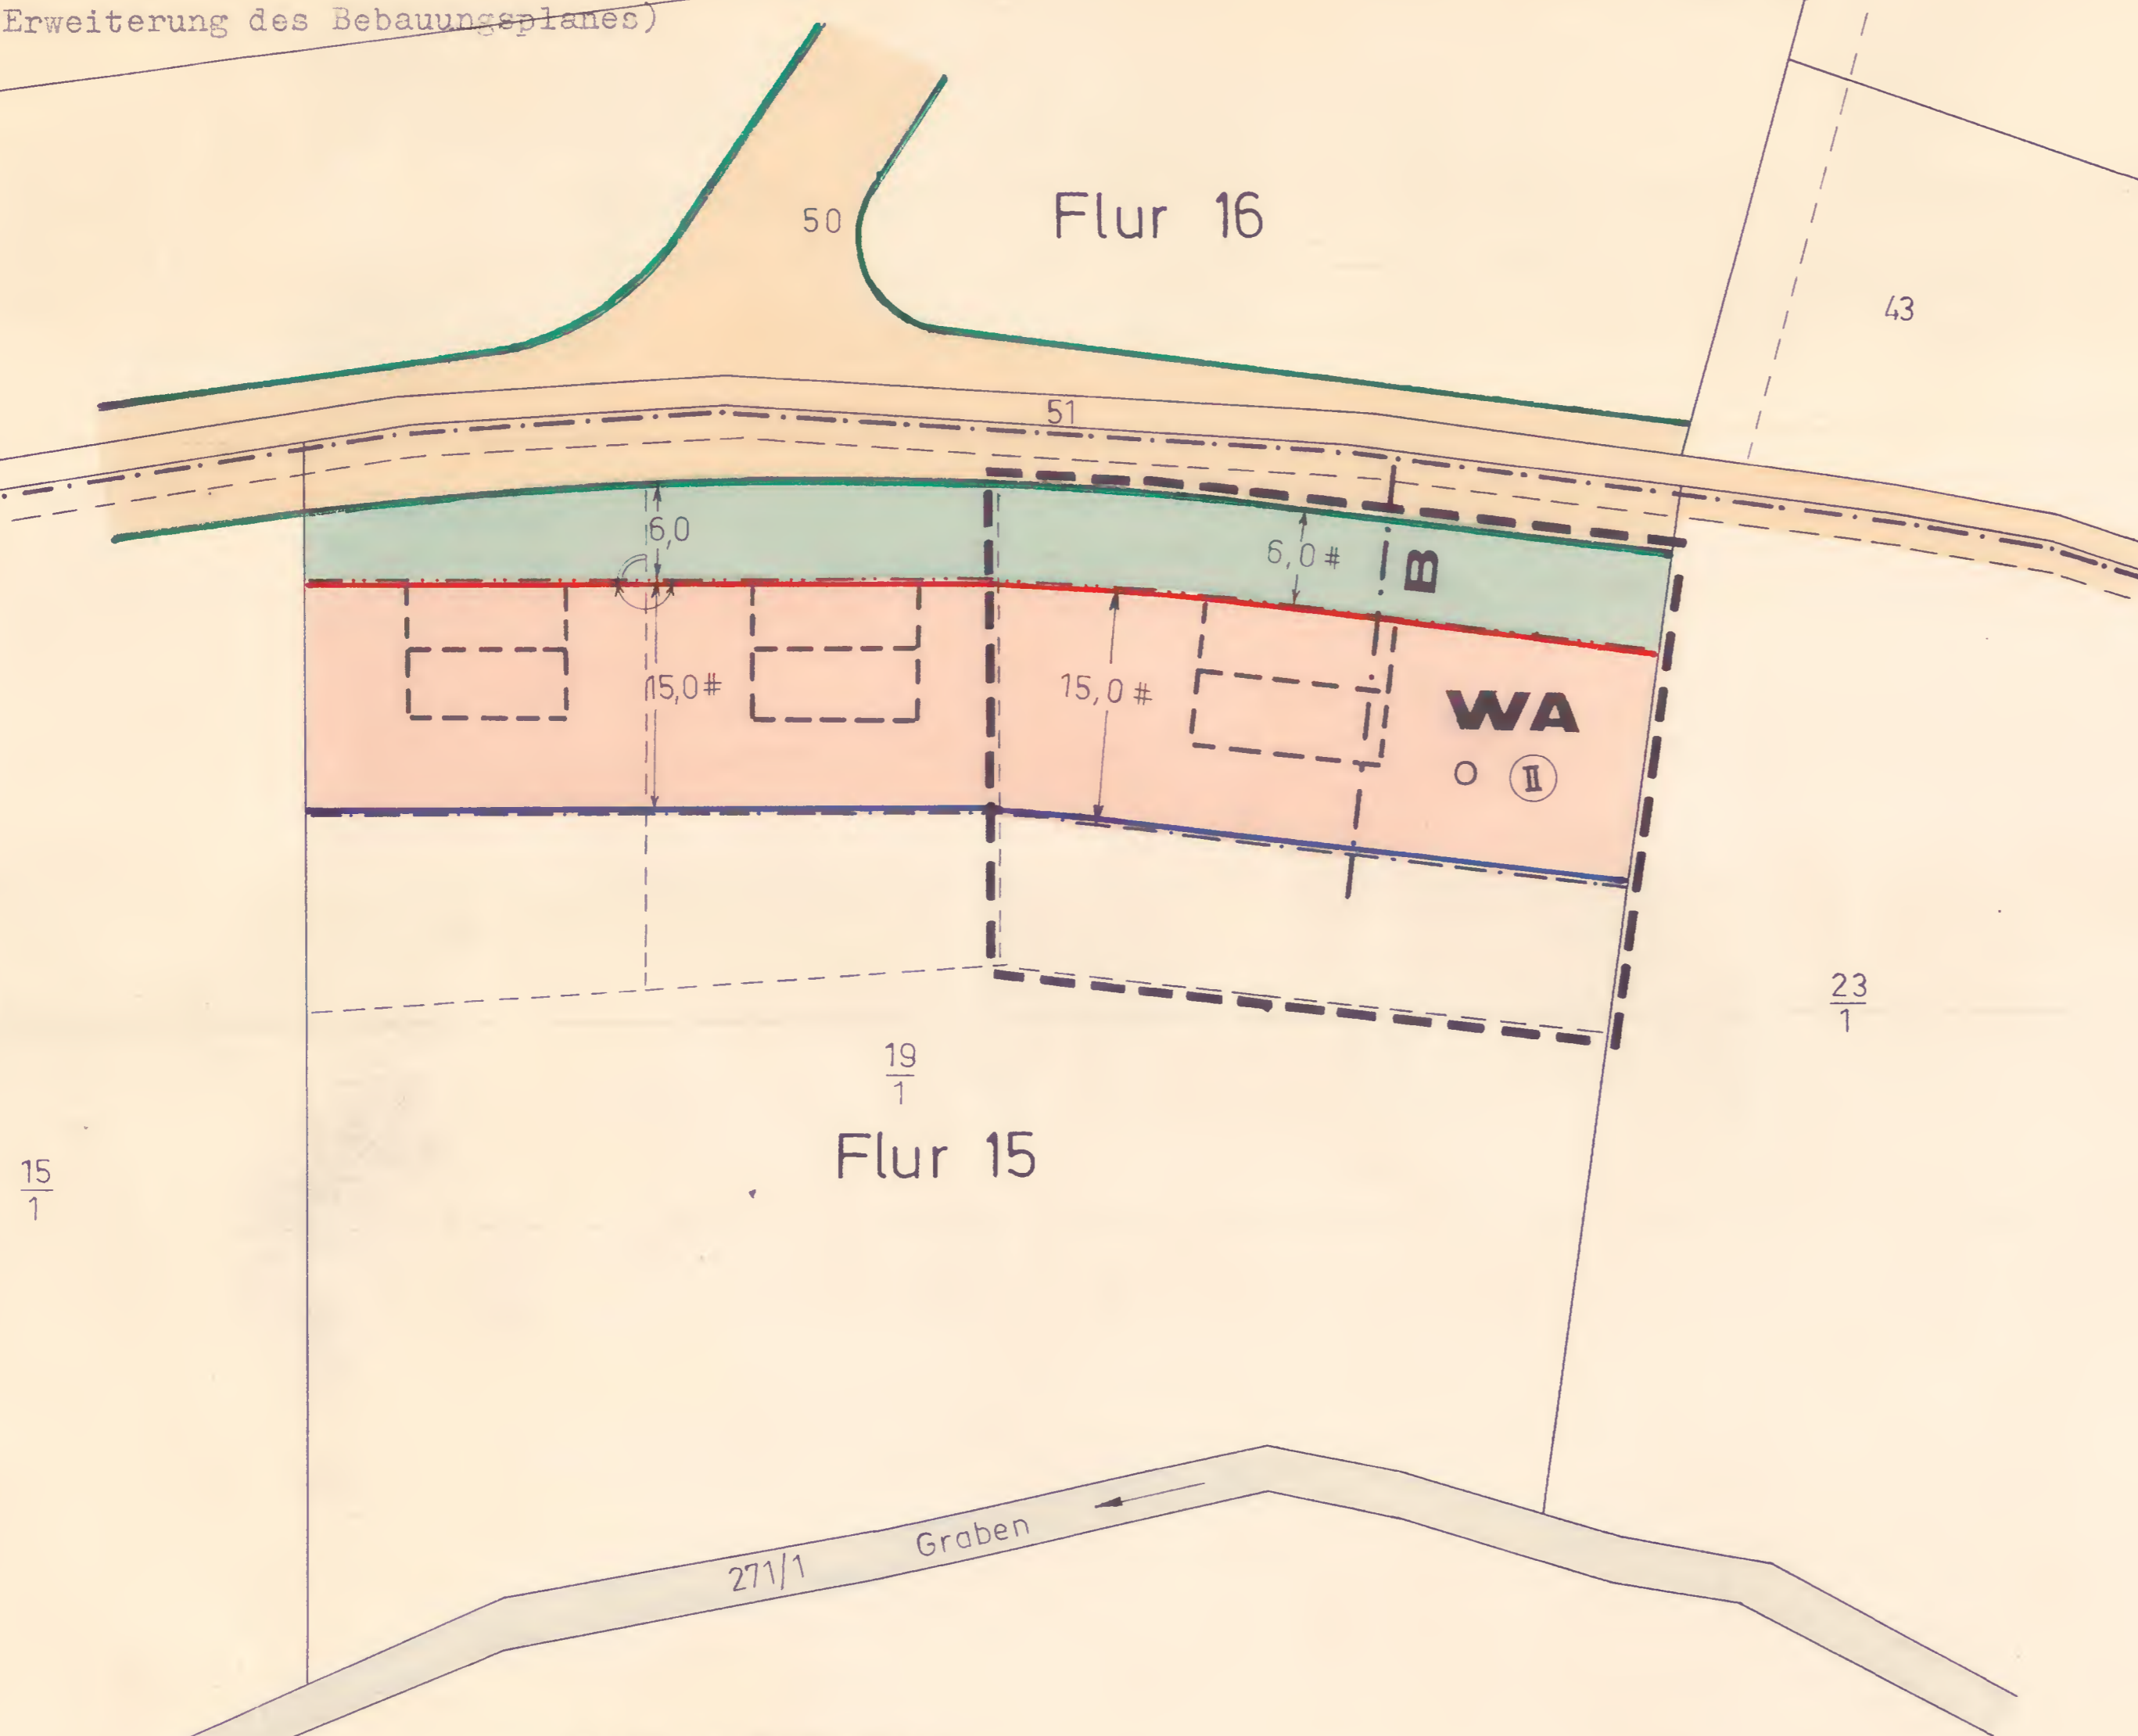 Erweiterung des Bebauungsplanes)
50
Flur 16
43
51
6,0
6,0 #
B
15,0 #
15,0 #
WA
o II
23
1
19
1
Flur 15
15
1
Graben
271/1